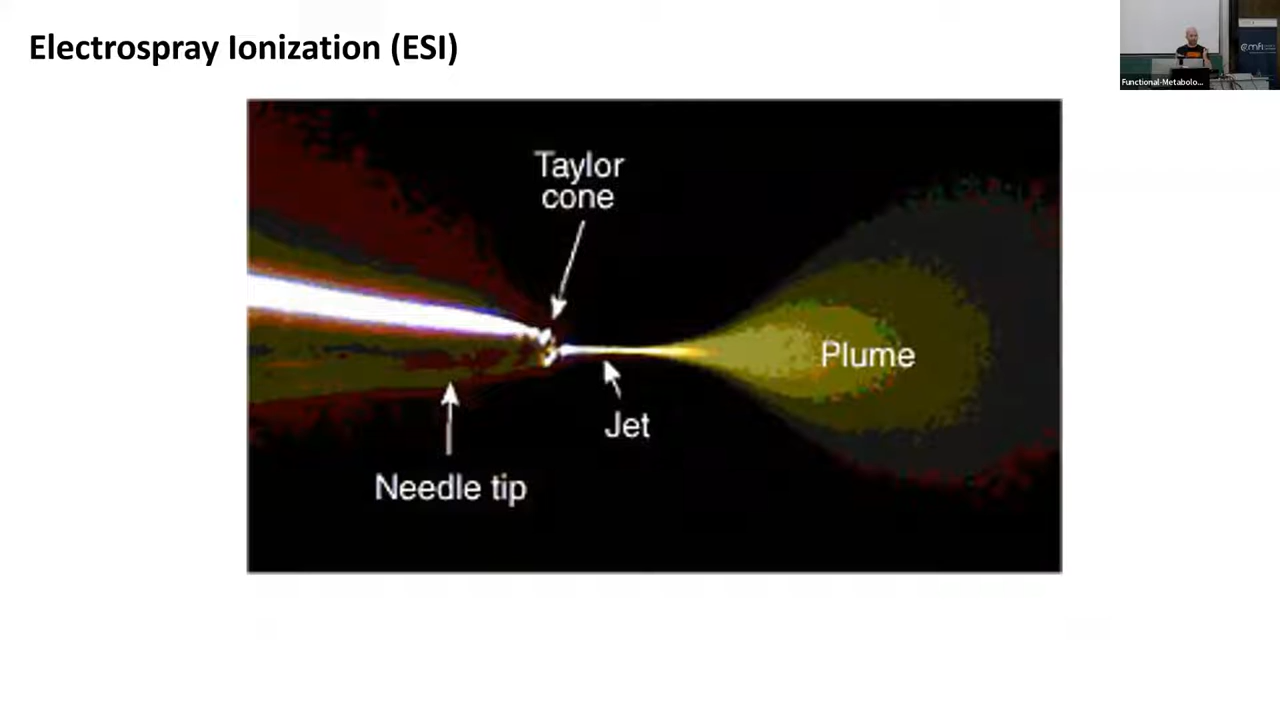 Electrospray Ionization (ESI)
Taylor
cone
Plume
Jet
Needle tip
Functional-Metabolo...